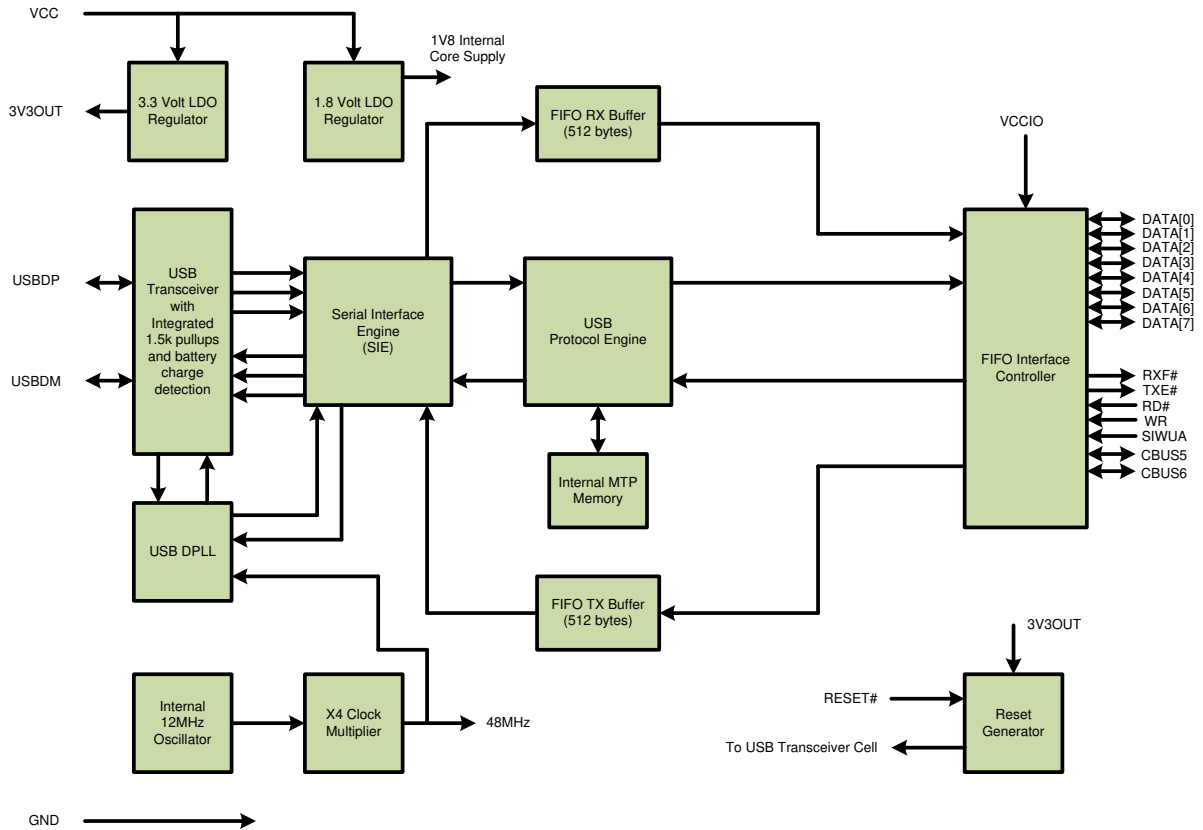 VCC
1V8 Internal
Core Supply
3.3 Volt LDO
Regulator
1.8 Volt LDO
Regulator
3V3OUT
FIFO RX Buffer
(512 bytes)
VCCIO
USBDP
USBDM
USB
Transceiver
with
Integrated
1.5k pullups
and battery
charge
detection
Serial Interface
Engine
(SIE)
USB
Protocol Engine
FIFO Interface
Controller
DATA[0]
DATA[1]
DATA[2]
DATA[3]
DATA[4]
DATA[5]
DATA[6]
DATA[7]
RXF#
TXE#
RD#
WR
SIWUA
CBUS5
CBUS6
Internal MTP
Memory
USB DPLL
FIFO TX Buffer
(512 bytes)
3V3OUT
Internal
12MHz
Oscillator
X4 Clock
Multiplier
48MHz
RESET#
Reset
Generator
To USB Transceiver Cell
GND